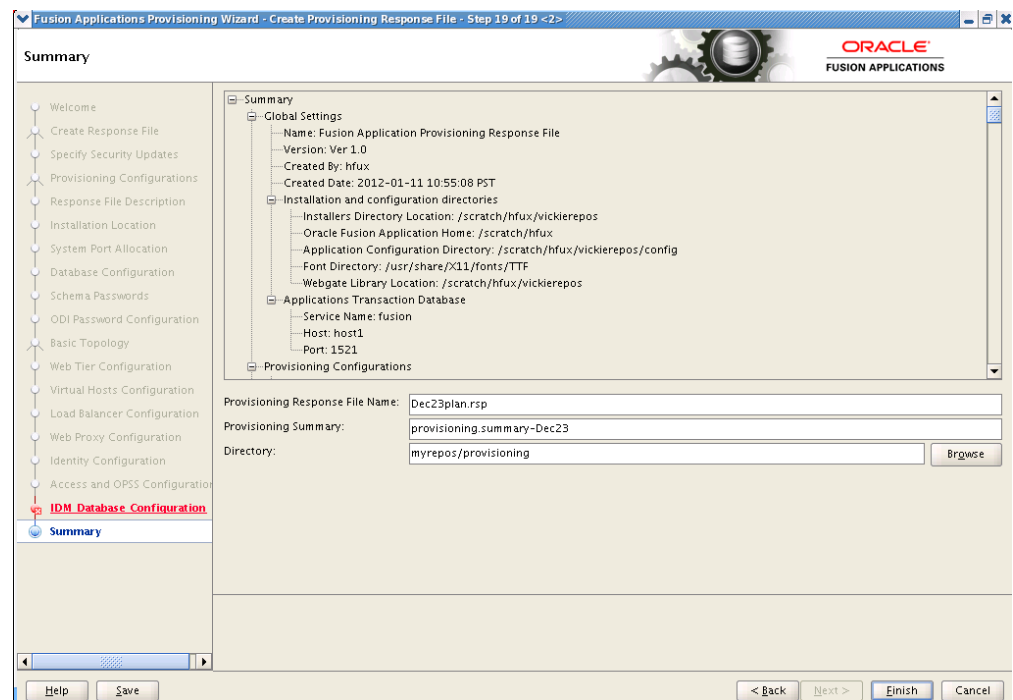 Fusion Applications Provisioning Wizard - Create Provisioning Response File - Step 19 of 19 <2>
Summary
ORACLE
FUSION APPLICATIONS
Welcome
Create Response File
Specify Security Updates
Provisioning Configurations
Response File Description
Installation Location
System Port Allocation
Database Configuration
Schema Passwords
ODI Password Configuration
Basic Topology
Web Tier Configuration
Virtual Hosts Configuration
Load Balancer Configuration
Web Proxy Configuration
Identity Configuration
Access and OPSS Configuration
IDM Database Configuration
Summary
Summary
Global Settings
Name: Fusion Application Provisioning Response File
Version: Ver 1.0
Created By: hfux
Created Date: 2012-01-11 10:55:08 PST
Installation and configuration directories
Installers Directory Location: /scratch/hfux/vickierepos
Oracle Fusion Application Home: /scratch/hfux
Application Configuration Directory: /scratch/hfux/vickierepos/config
Font Directory: /usr/share/X11/fonts/TTF
Webgate Library Location: /scratch/hfux/vickierepos
Applications Transaction Database
Service Name: fusion
Host: host1
Port: 1521
Provisioning Configurations
Provisioning Response File Name: Dec23plan.rsp
Provisioning Summary: provisioning.summary-Dec23
Directory: myrepos/provisioning Browse
Help Save < Back Next > Finish Cancel